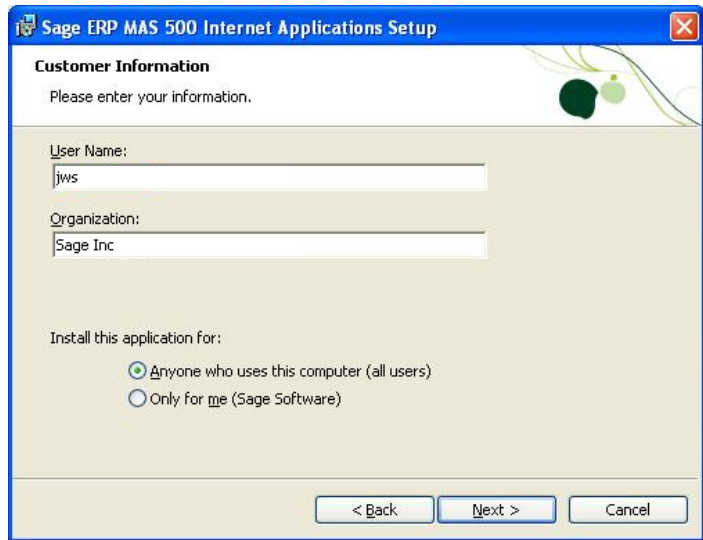 Sage ERP MAS 500 Internet Applications Setup
Customer Information
Please enter your information.
User Name:
jws
Organization:
Sage Inc
Install this application for:
Anyone who uses this computer (all users)
Only for me (Sage Software)
< Back Next > Cancel